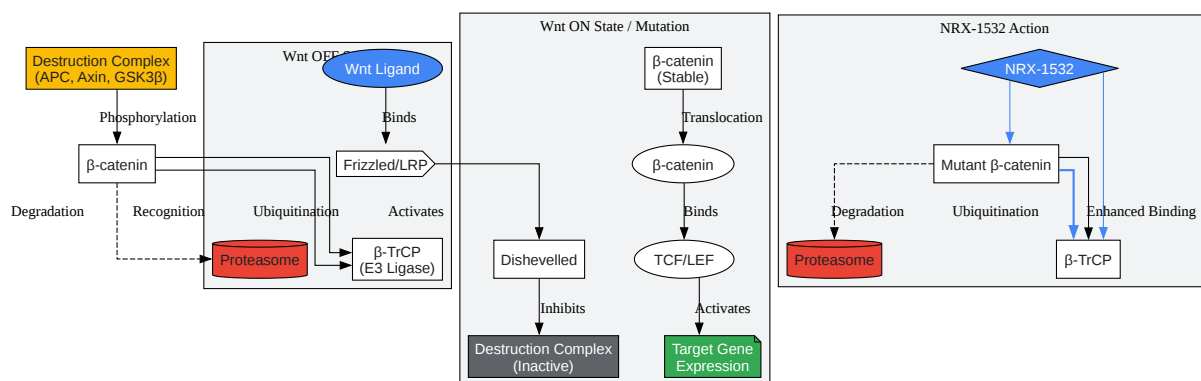 Wnt OFF S
Wnt ON State / Mutation
NRX-1532 Action
Destruction Complex
(APC, Axin, GSK3β)
Wnt Ligand
β-catenin
(Stable)
NRX-1532
Phosphorylation
Binds
Translocation
β-catenin
Frizzled/LRP
β-catenin
Mutant β-catenin
Degradation
Recognition
Ubiquitination
Activates
Binds
Degradation
Ubiquitination
Enhanced Binding
Proteasome
β-TrCP
(E3 Ligase)
Dishevelled
TCF/LEF
Proteasome
β-TrCP
Inhibits
Activates
Destruction Complex
(Inactive)
Target Gene
Expression